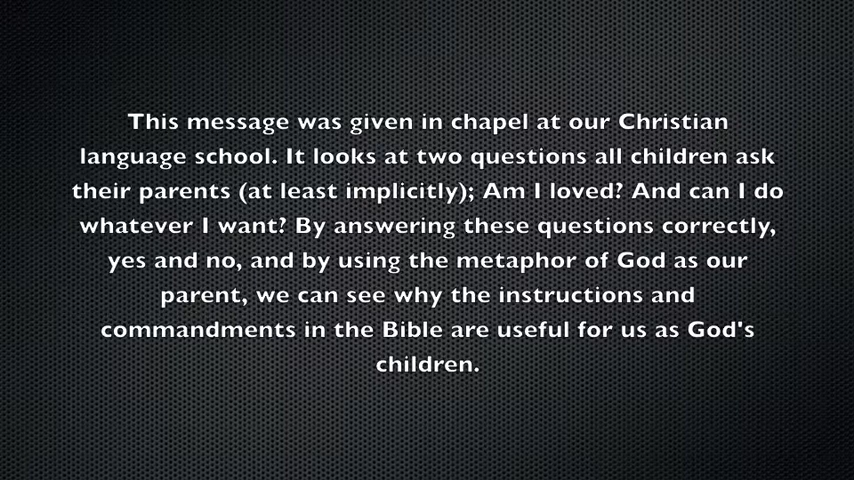 This message was given in chapel at our Christian
language school. It looks at two questions all children ask
their parents (at least implicitly); Am I loved? And can I do
whatever I want? By answering these questions correctly,
yes and no, and by using the metaphor of God as our
parent, we can see why the instructions and
commandments in the Bible are useful for us as God's
children.